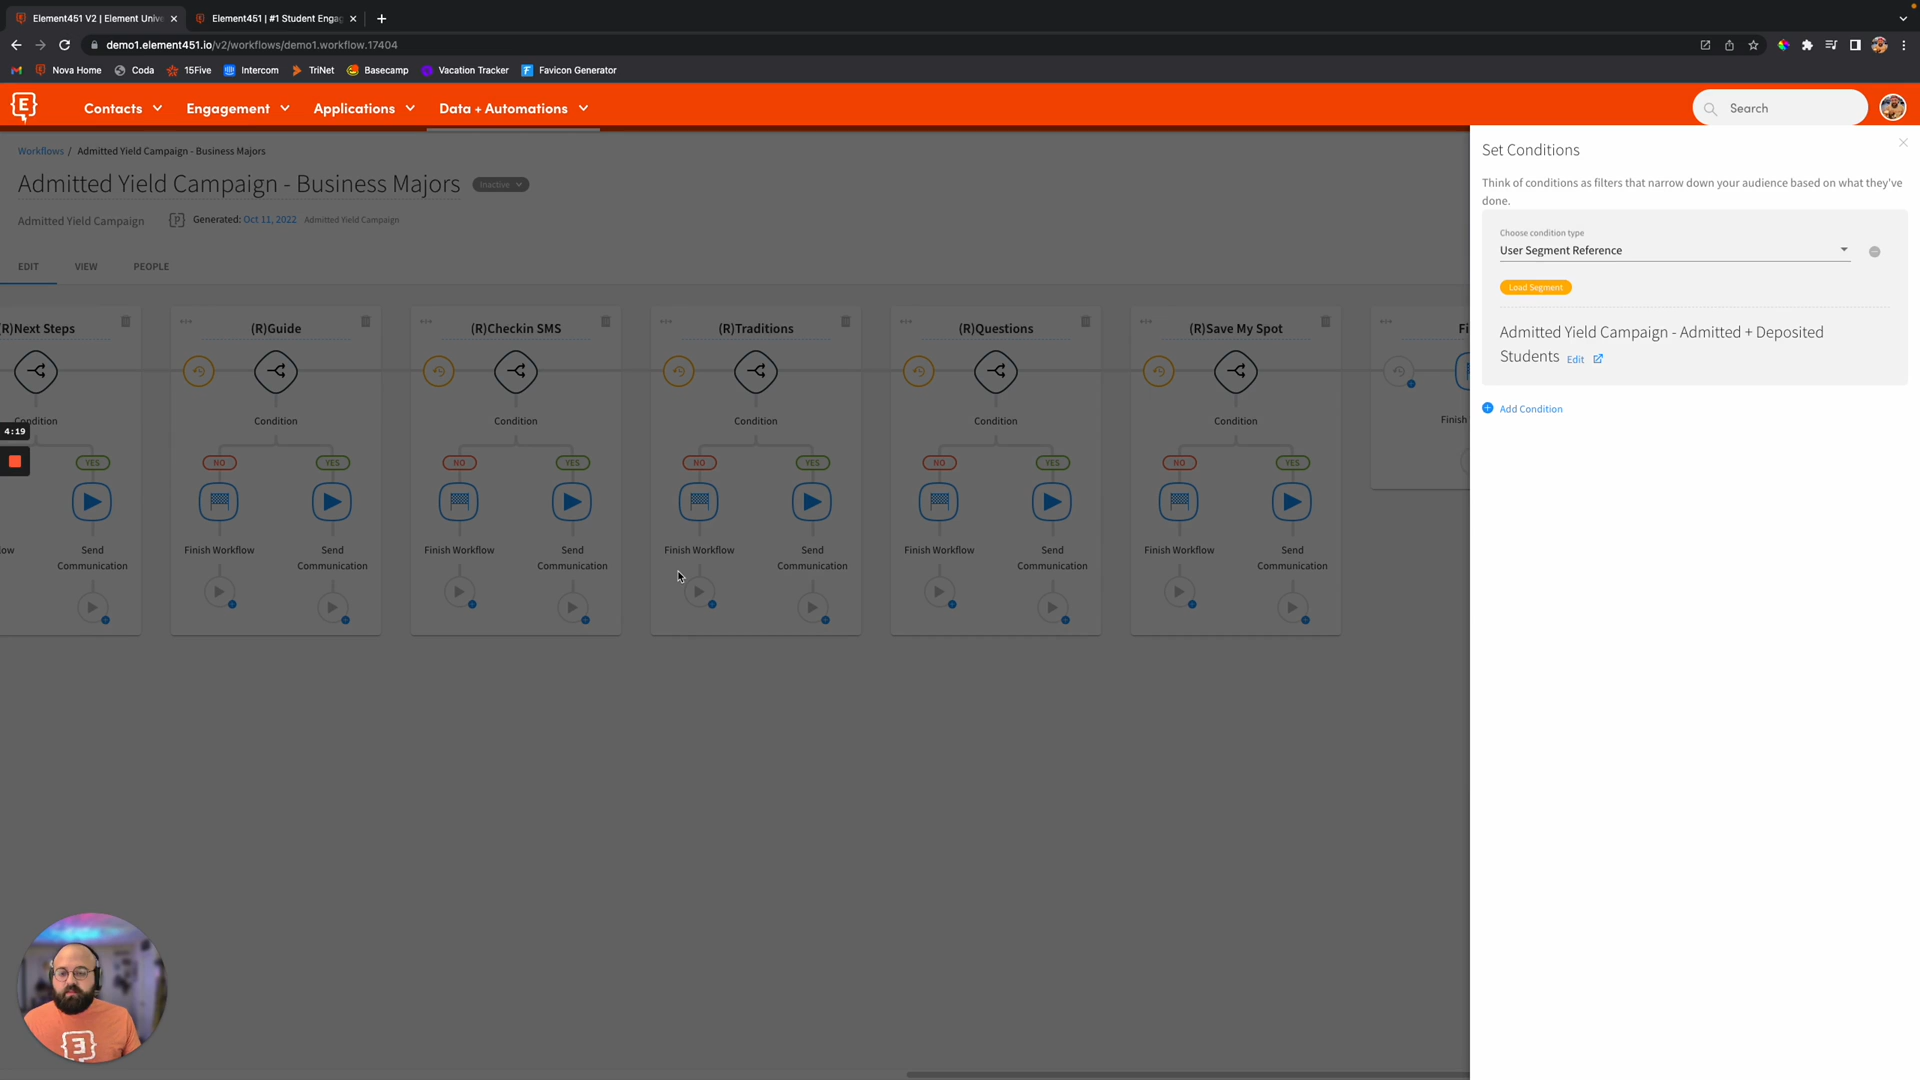 Element451 V2 | Element Unive
Element451 | #1 Student Engag
demo1.element451.io/v2/workflows/demo1.workflow.17404
Nova Home
Coda
15Five
Intercom
TriNet
Basecamp
Vacation Tracker
Favicon Generator
Contacts
Engagement
Applications
Data + Automations
Search
Workflows / Admitted Yield Campaign - Business Majors
Admitted Yield Campaign - Business Majors
Inactive
Admitted Yield Campaign
Generated: Oct 11, 2022 Admitted Yield Campaign
EDIT
VIEW
PEOPLE
(R)Next Steps
(R)Guide
(R)Checkin SMS
(R)Traditions
(R)Questions
(R)Save My Spot
Fi
Condition
Condition
Condition
Condition
Condition
Condition
Finish
4:19
YES
NO
YES
NO
YES
NO
YES
NO
YES
NO
YES
low
Send Communication
Finish Workflow
Send Communication
Finish Workflow
Send Communication
Finish Workflow
Send Communication
Finish Workflow
Send Communication
Finish Workflow
Send Communication
Set Conditions
Think of conditions as filters that narrow down your audience based on what they've
done.
Choose condition type
User Segment Reference
Load Segment
Admitted Yield Campaign - Admitted + Deposited
Students Edit
Add Condition